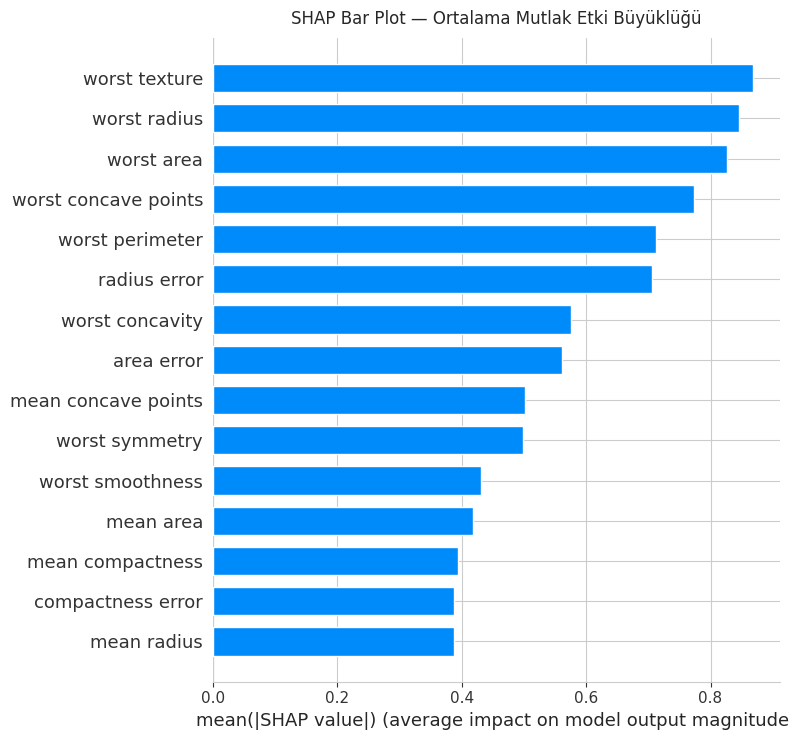 SHAP Bar Plot — Ortalama Mutlak Etki Büyüklüğü
worst texture
worst radius
worst area
worst concave points
worst perimeter
radius error
worst concavity
area error
mean concave points
worst symmetry
worst smoothness
mean area
mean compactness
compactness error
mean radius
0.0 0.2 0.4 0.6 0.8
mean(|SHAP value|) (average impact on model output magnitude